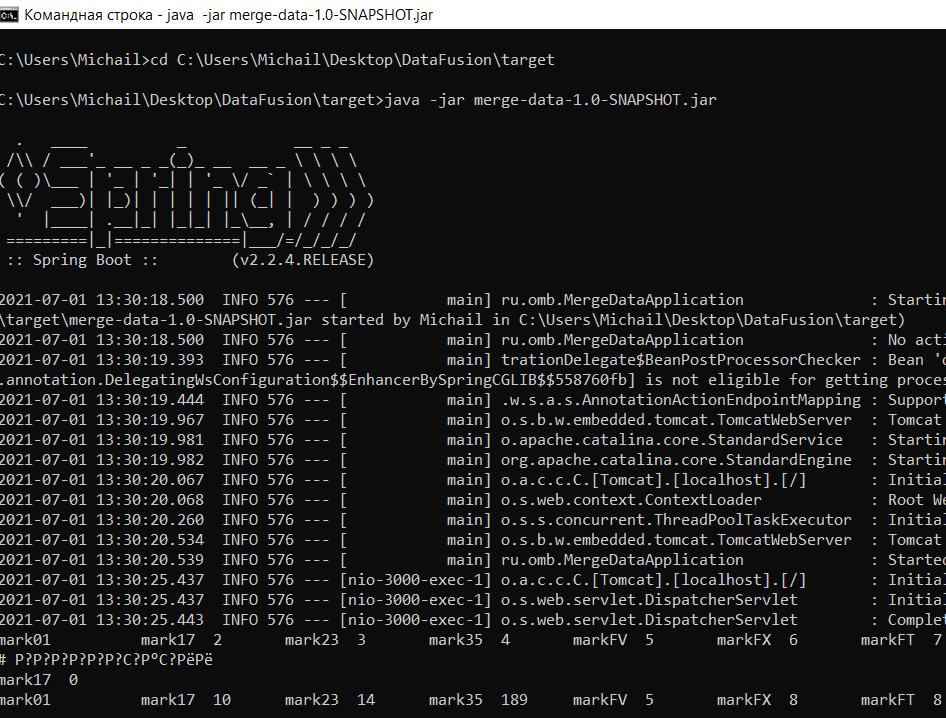 Командная строка - java -jar merge-data-1.0-SNAPSHOT.jar
C:\Users\Michail>cd C:\Users\Michail\Desktop\DataFusion\target
C:\Users\Michail\Desktop\DataFusion\target>java -jar merge-data-1.0-SNAPSHOT.jar
:: Spring Boot ::        (v2.2.4.RELEASE)
2021-07-01 13:30:18.500  INFO 576 --- [           main] ru.omb.MergeDataApplication              : Startin
\target\merge-data-1.0-SNAPSHOT.jar started by Michail in C:\Users\Michail\Desktop\DataFusion\target)
2021-07-01 13:30:18.500  INFO 576 --- [           main] ru.omb.MergeDataApplication              : No acti
2021-07-01 13:30:19.393  INFO 576 --- [           main] trationDelegate$BeanPostProcessorChecker : Bean 'o
.annotation.DelegatingWsConfiguration$$EnhancerBySpringCGLIB$$558760fb] is not eligible for getting proces
2021-07-01 13:30:19.444  INFO 576 --- [           main] .w.s.a.s.AnnotationActionEndpointMapping : Support
2021-07-01 13:30:19.967  INFO 576 --- [           main] o.s.b.w.embedded.tomcat.TomcatWebServer  : Tomcat
2021-07-01 13:30:19.981  INFO 576 --- [           main] o.apache.catalina.core.StandardService   : Startin
2021-07-01 13:30:19.982  INFO 576 --- [           main] org.apache.catalina.core.StandardEngine  : Startin
2021-07-01 13:30:20.067  INFO 576 --- [           main] o.a.c.c.C.[Tomcat].[localhost].[/]       : Initial
2021-07-01 13:30:20.068  INFO 576 --- [           main] o.s.web.context.ContextLoader            : Root We
2021-07-01 13:30:20.260  INFO 576 --- [           main] o.s.s.concurrent.ThreadPoolTaskExecutor  : Initial
2021-07-01 13:30:20.534  INFO 576 --- [           main] o.s.b.w.embedded.tomcat.TomcatWebServer  : Tomcat
2021-07-01 13:30:20.539  INFO 576 --- [           main] ru.omb.MergeDataApplication              : Started
2021-07-01 13:30:25.437  INFO 576 --- [nio-3000-exec-1] o.a.c.c.C.[Tomcat].[localhost].[/]       : Initial
2021-07-01 13:30:25.437  INFO 576 --- [nio-3000-exec-1] o.s.web.servlet.DispatcherServlet        : Initial
2021-07-01 13:30:25.443  INFO 576 --- [nio-3000-exec-1] o.s.web.servlet.DispatcherServlet        : Complet
mark01          mark17  2       mark23  3       mark35  4       markFV  5       markFX  6       markFT  7
# Р?Р?Р?Р?Р?Р?С?Р°С?РёРё
mark17  0
mark01          mark17  10      mark23  14      mark35  189     markFV  5       markFX  8       markFT  8